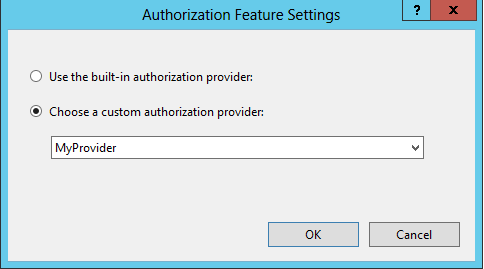 Authorization Feature Settings
?
X
Use the built-in authorization provider:
Choose a custom authorization provider:
MyProvider
OK
Cancel